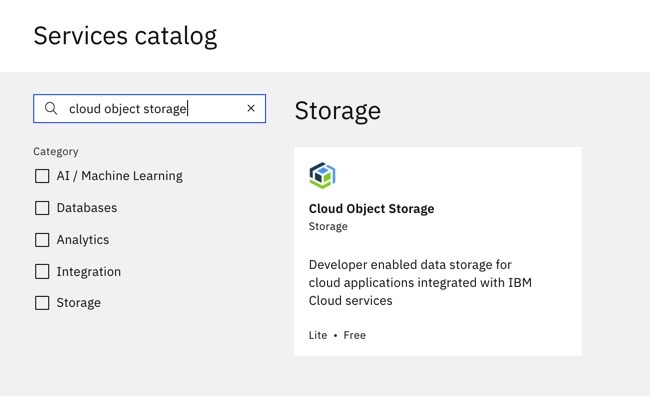 Services catalog
cloud object storage
Storage
Category
AI / Machine Learning
Databases
Analytics
Integration
Storage
Cloud Object Storage
Storage
Developer enabled data storage for
cloud applications integrated with IBM
Cloud services
Lite • Free